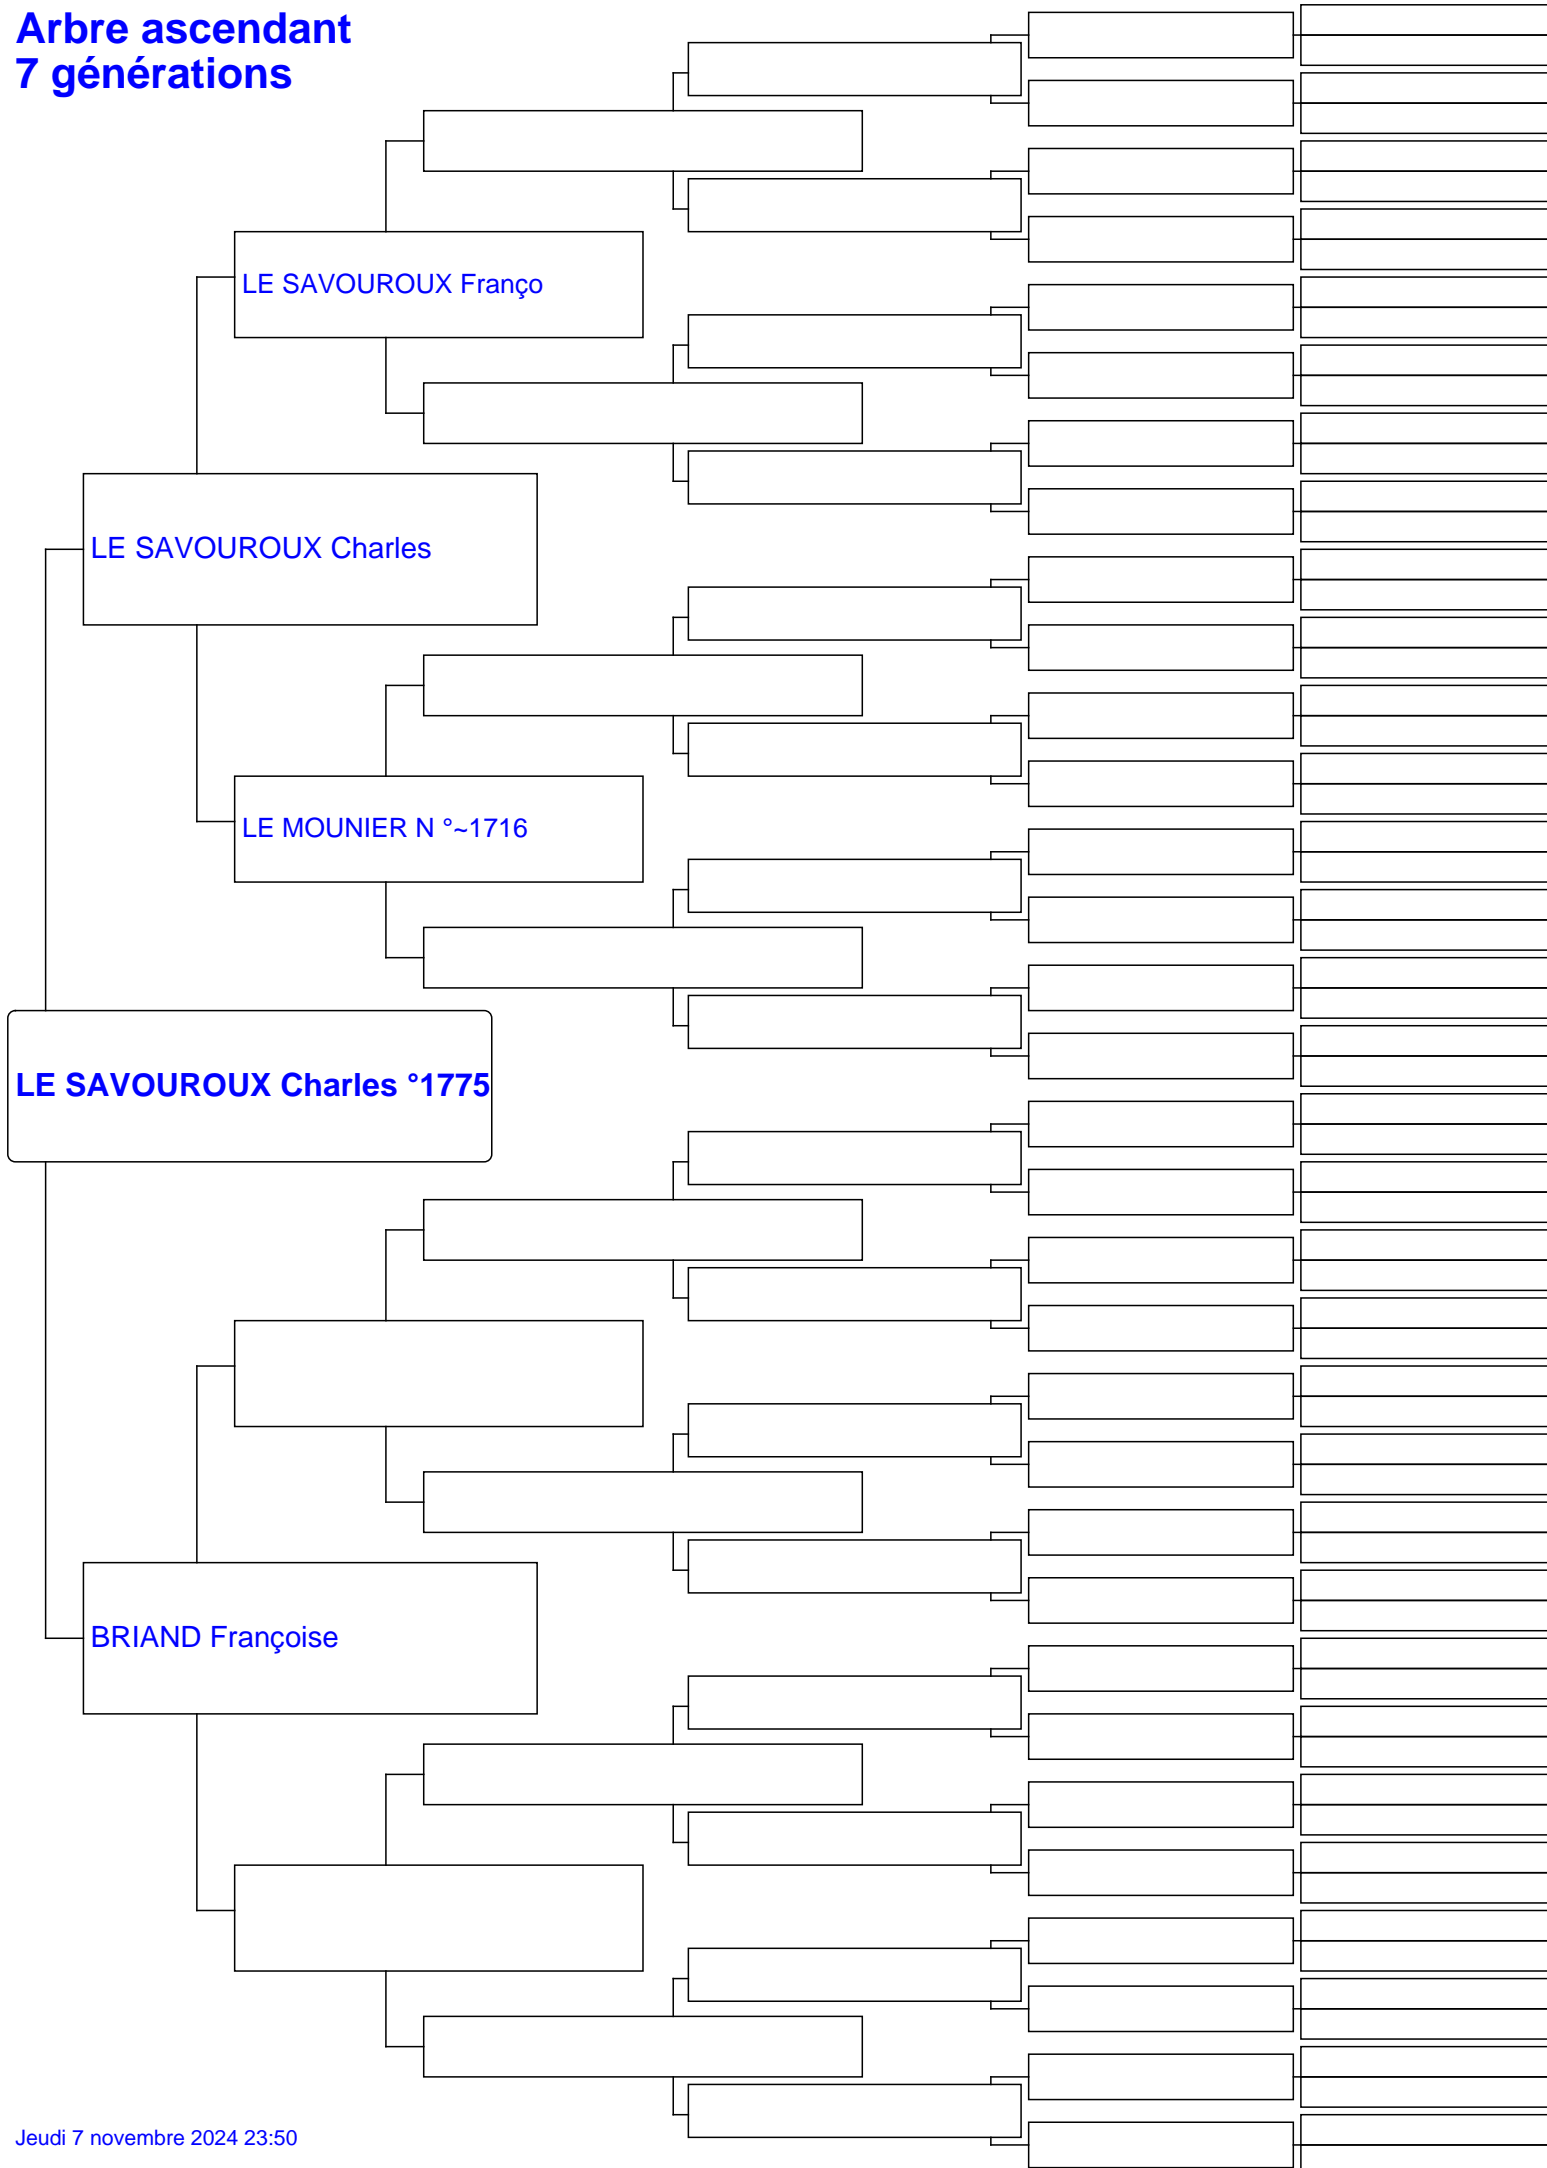 Arbre ascendant
7 générations
LE SAVOUROUX Franço
LE SAVOUROUX Charles
LE MOUNIER N °~1716
LE SAVOUROUX Charles °1775
BRIAND Françoise
Jeudi 7 novembre 2024 23:50